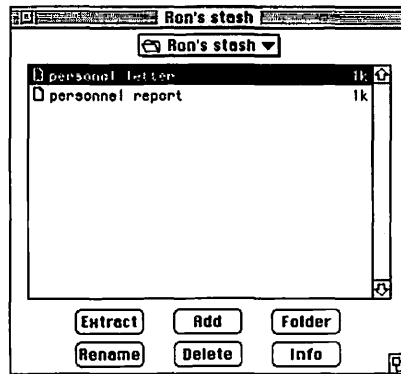 Ron's stash
Ron's stash
personal letter 1k
personnel report 1k
Extract Add Folder
Rename Delete Info